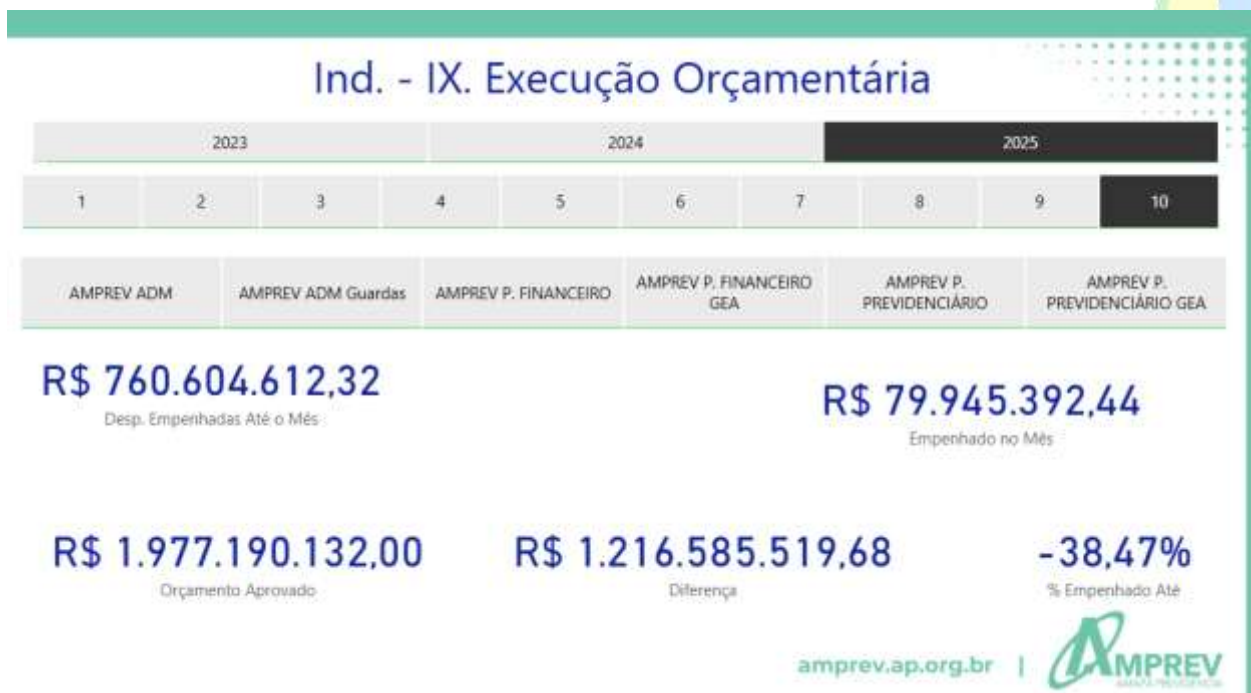 Ind. - IX. Execução Orçamentária
2023 2024 2025
1 2 3 4 5 6 7 8 9 10
AMPREV ADM AMPREV ADM Guardas AMPREV P. FINANCEIRO AMPREV P. FINANCEIRO GEA AMPREV P. PREVIDENCIÁRIO AMPREV P. PREVIDENCIÁRIO GEA
R$ 760.604.612,32
Desp. Empenhadas Até o Mês
R$ 79.945.392,44
Empenhado no Mês
R$ 1.977.190.132,00
Orçamento Aprovado
R$ 1.216.585.519,68
Diferença
-38,47%
% Empenhado Até
amprev.ap.org.br |
AMPREV
AMAPÁ PREVIDÊNCIA